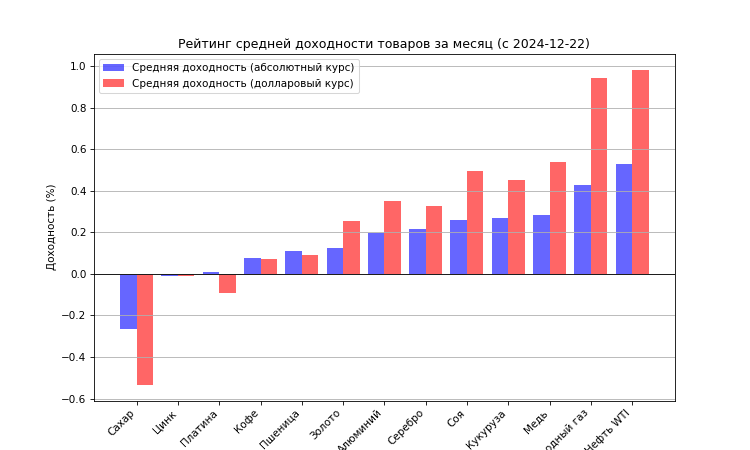 Рейтинг средней доходности товаров за месяц (с 2024-12-22)
Средняя доходность (абсолютный курс)
Средняя доходность (долларовый курс)
Доходность (%)
1.0
0.8
0.6
0.4
0.2
0.0
−0.2
−0.4
−0.6
Сахар
Цинк
Платина
Кофе
Пшеница
Золото
Алюминий
Серебро
Соя
Кукуруза
Медь
газ
Нефть WTI